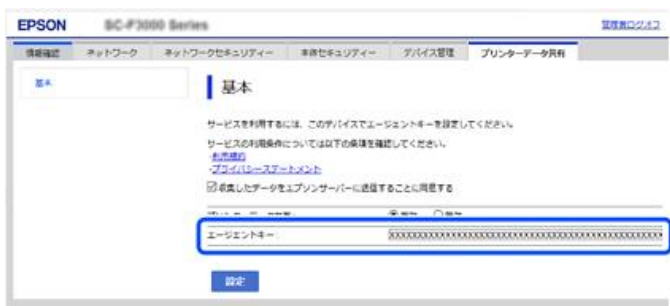 EPSON SC-F3000 Series
管理者ログオフ
情報確認 ネットワーク ネットワークセキュリティー 本体セキュリティー デバイス管理 プリンターデータ共有
基本
基本
サービスを利用するには、このデバイスでエージェントキーを設定してください。
サービスの利用条件については以下の条項を確認してください。
・利用規約
・プライバシーステートメント
収集したデータをエプソンサーバーに送信することに同意する
エージェントキー
設定